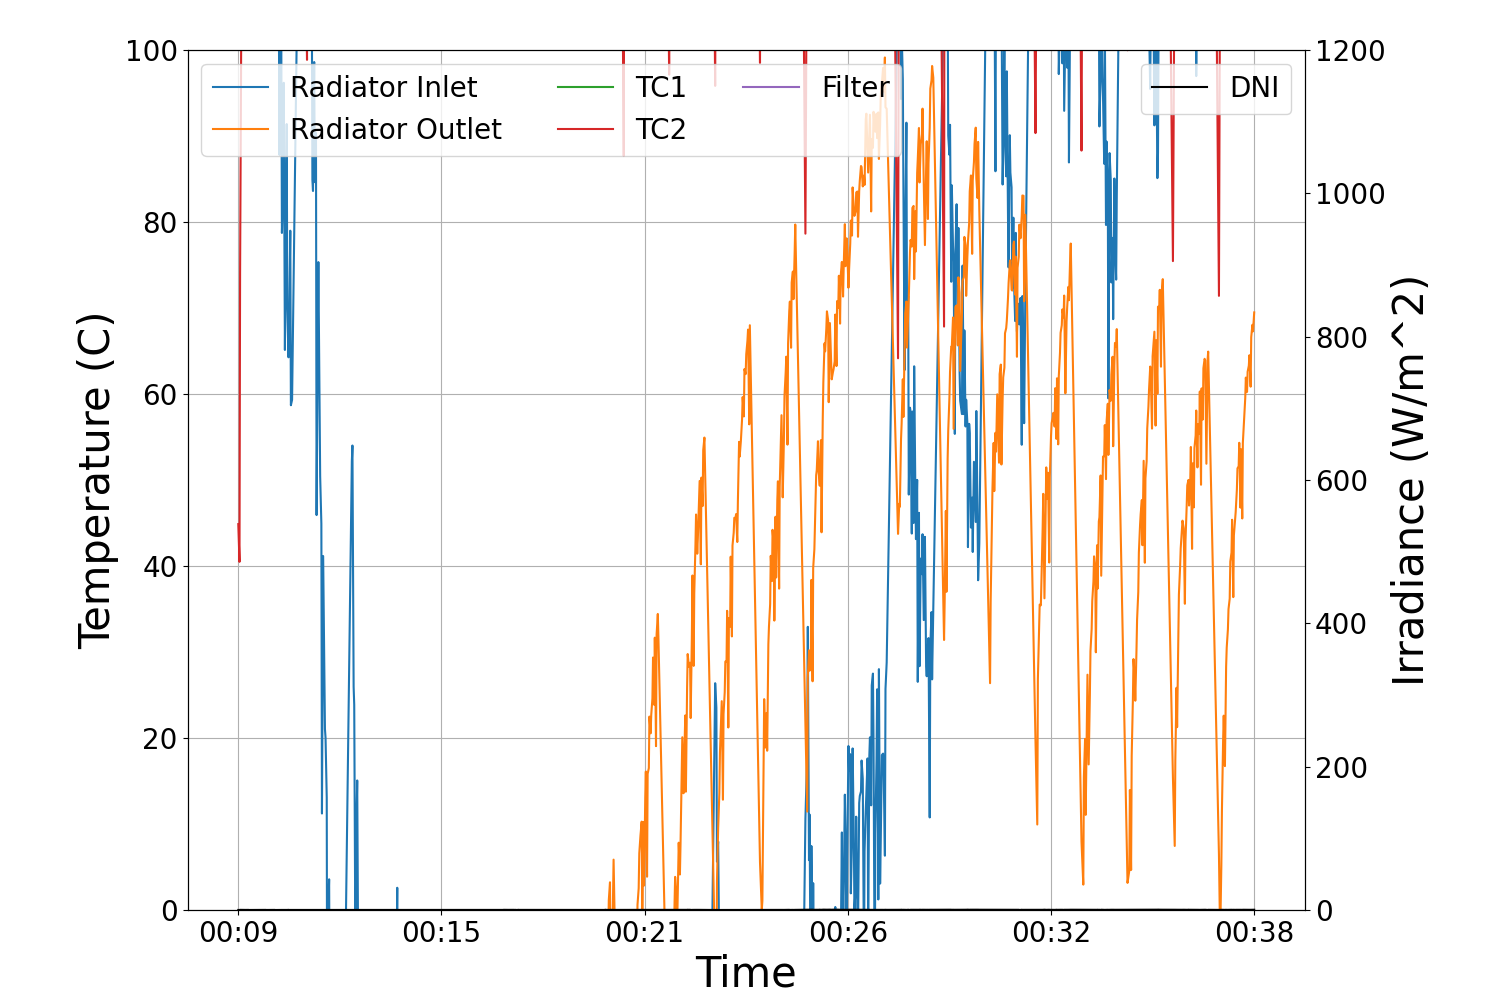 100
80
60
40
20
0
Temperature (C)
Radiator Inlet
Radiator Outlet
TC1
TC2
Filter
DNI
1200
1000
800
600
400
200
0
Irradiance (W/m^2)
00:09 00:15 00:21 00:26 00:32 00:38
Time